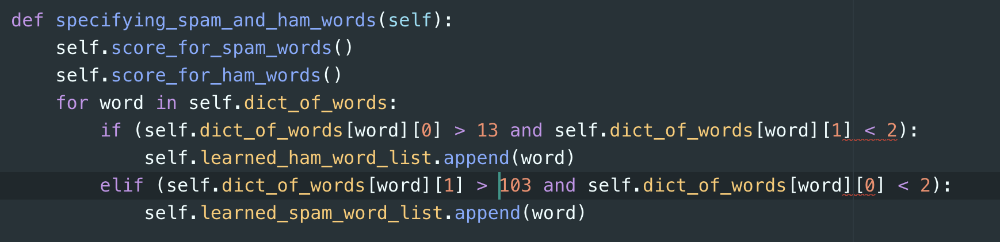 def specifying_spam_and_ham_words(self):
    self.score_for_spam_words()
    self.score_for_ham_words()
    for word in self.dict_of_words:
        if (self.dict_of_words[word][0] > 13 and self.dict_of_words[word][1] < 2):
            self.learned_ham_word_list.append(word)
        elif (self.dict_of_words[word][1] > 103 and self.dict_of_words[word][0] < 2):
            self.learned_spam_word_list.append(word)